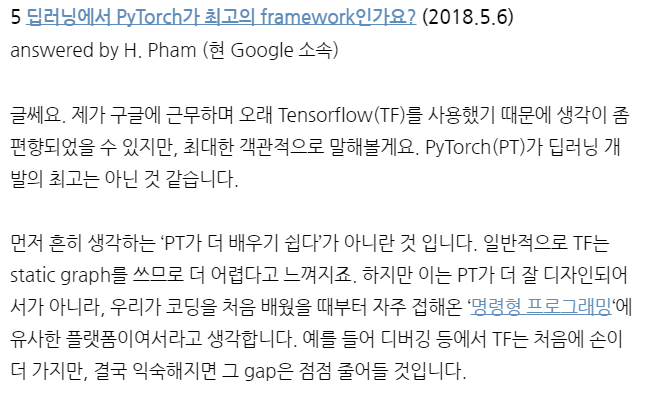 5 딥러닝에서 PyTorch가 최고의 framework인가요? (2018.5.6)
answered by H. Pham (현 Google 소속)
글쎄요. 제가 구글에 근무하며 오래 Tensorflow(TF)를 사용했기 때문에 생각이 좀
편향되었을 수 있지만, 최대한 객관적으로 말해볼게요. PyTorch(PT)가 딥러닝 개
발의 최고는 아닌 것 같습니다.
먼저 흔히 생각하는 ‘PT가 더 배우기 쉽다’가 아니란 것 입니다. 일반적으로 TF는
static graph를 쓰므로 더 어렵다고 느껴지죠. 하지만 이는 PT가 더 잘 디자인되어
서가 아니라, 우리가 코딩을 처음 배웠을 때부터 자주 접해온 ‘명령형 프로그래밍‘에
유사한 플랫폼이여서라고 생각합니다. 예를 들어 디버깅 등에서 TF는 처음에 손이
더 가지만, 결국 익숙해지면 그 gap은 점점 줄어들 것입니다.